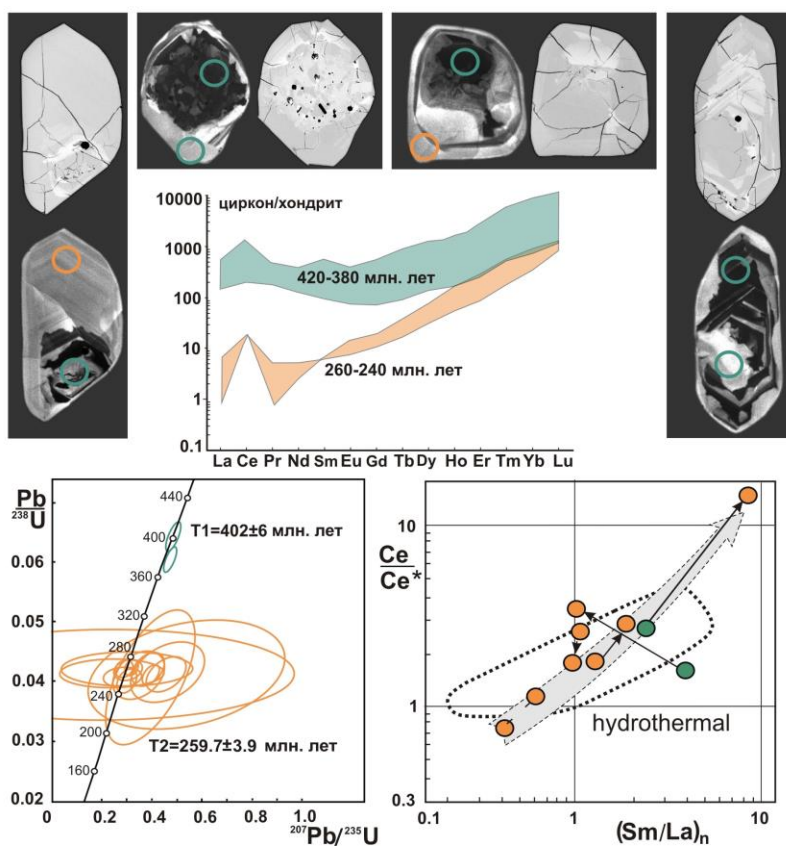 циркон/хондрит
10000
1000
100
10
1
0.1
420-380 млн. лет
260-240 млн. лет
La Ce Pr Nd Sm Eu Gd Tb Dy Ho Er Tm Yb Lu
Pb
²³⁸U
0.06
0.05
0.04
0.03
0.02
440
400
360
320
280
240
200
160
T1=402±6 млн. лет
T2=259.7±3.9 млн. лет
0 0.2 0.4 0.6 0.8 1.0
²⁰⁷Pb/²³⁵U
Ce
Ce*
10
1
0.3
hydrothermal
0.1 1 10
(Sm/La)n